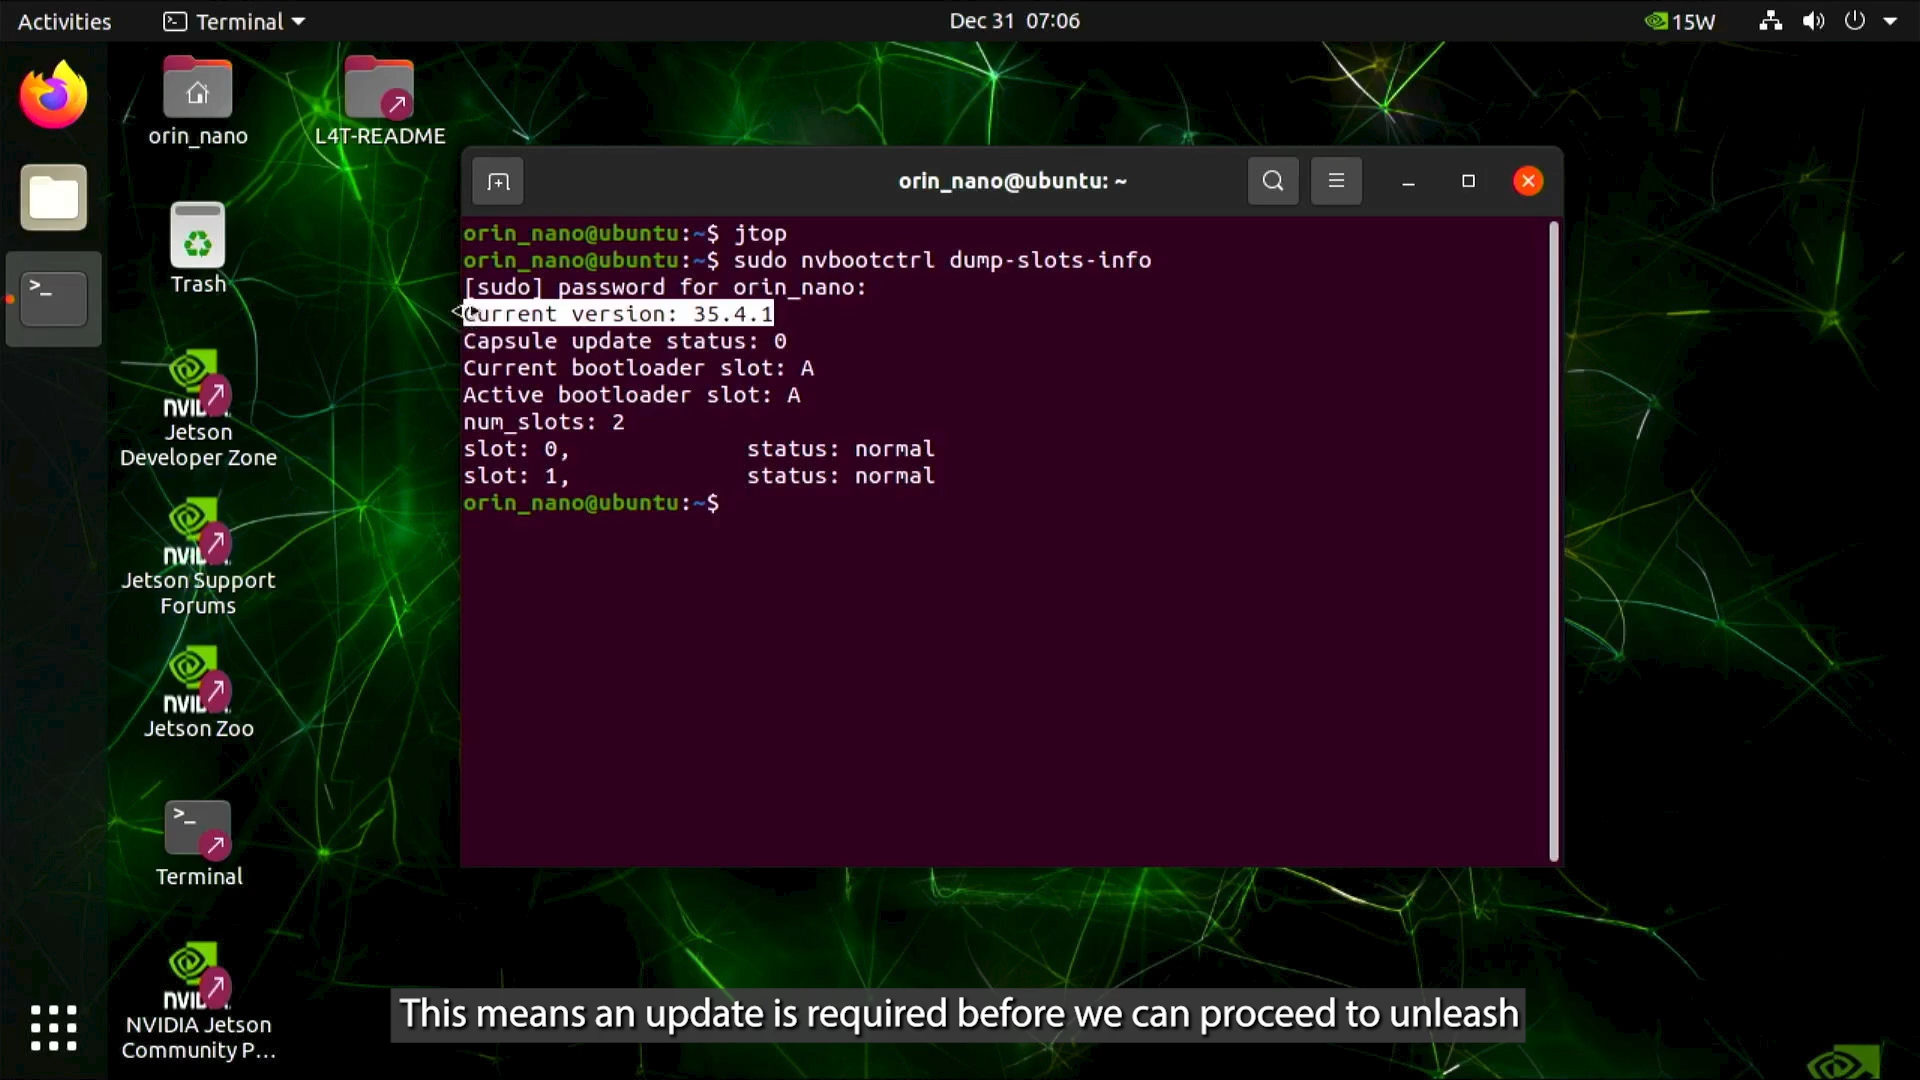 Activities
Terminal
Dec 31 07:06
15W
orin_nano
L4T-README
Trash
NVIDIA
Jetson
Developer Zone
NVIDIA
Jetson Support
Forums
NVIDIA
Jetson Zoo
Terminal
NVIDIA
NVIDIA Jetson
Community P...
orin_nano@ubuntu: ~
orin_nano@ubuntu:~$ jtop
orin_nano@ubuntu:~$ sudo nvbootctrl dump-slots-info
[sudo] password for orin_nano:
Current version: 35.4.1
Capsule update status: 0
Current bootloader slot: A
Active bootloader slot: A
num_slots: 2
slot: 0, status: normal
slot: 1, status: normal
orin_nano@ubuntu:~$
This means an update is required before we can proceed to unleash